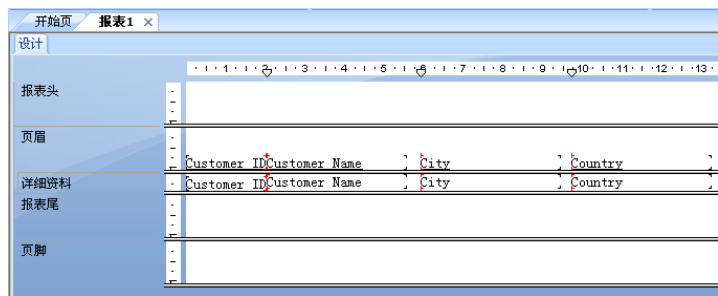 开始页 报表1 ×
设计
1 2 3 4 5 6 7 8 9 10 11 12 13
报表头
页眉
Customer ID Customer Name City Country
详细资料 Customer ID Customer Name City Country
报表尾
页脚